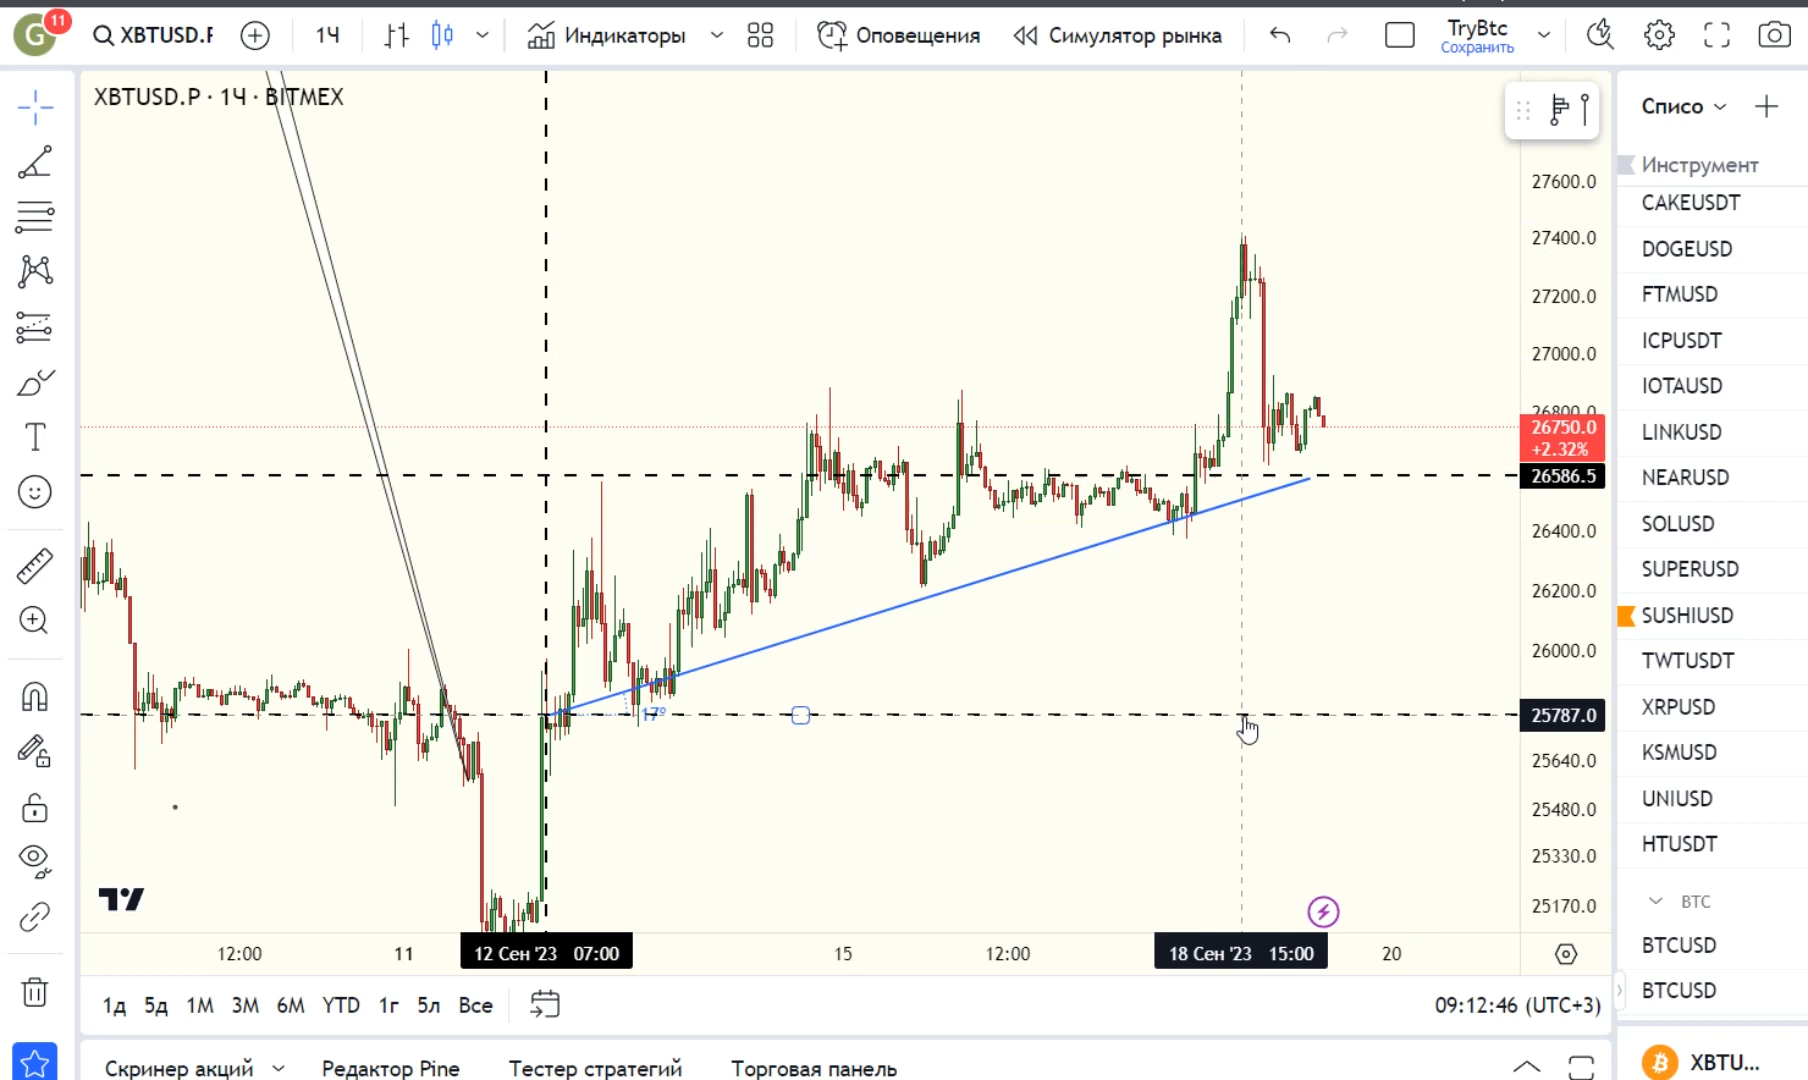 G
11
XBTUSD.F
1Ч
Индикаторы
Оповещения
Симулятор рынка
TryBtc
Сохранить
XBTUSD.P · 1Ч · BITMEX
27600.0
27400.0
27200.0
27000.0
26800.0
26750.0
+2.32%
26586.5
26400.0
26200.0
26000.0
25787.0
25640.0
25480.0
25330.0
25170.0
17°
12:00
11
12 Сен '23 07:00
15
12:00
18 Сен '23 15:00
20
1д
5д
1М
3М
6М
YTD
1г
5л
Все
09:12:46 (UTC+3)
Скринер акций
Редактор Pine
Тестер стратегий
Торговая панель
Списо
Инструмент
CAKEUSDT
DOGEUSD
FTMUSD
ICPUSDT
IOTAUSD
LINKUSD
NEARUSD
SOLUSD
SUPERUSD
SUSHIUSD
TWTUSDT
XRPUSD
KSMUSD
UNIUSD
HTUSDT
BTC
BTCUSD
BTCUSD
XBTU...